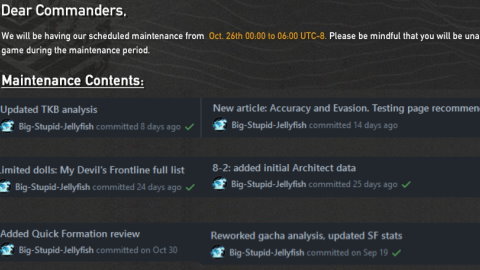 Dear Commanders,
We will be having our scheduled maintenance from Oct. 26th 00:00 to 06:00 UTC-8. Please be mindful that you will be una
game during the maintenance period.
Maintenance Contents:
Updated TKB analysis
Big-Stupid-Jellyfish committed 8 days ago
New article: Accuracy and Evasion. Testing page recommen
Big-Stupid-Jellyfish committed 14 days ago
Limited dolls: My Devil's Frontline full list
Big-Stupid-Jellyfish committed 24 days ago
8-2: added initial Architect data
Big-Stupid-Jellyfish committed 25 days ago
Added Quick Formation review
Big-Stupid-Jellyfish committed on Oct 30
Reworked gacha analysis, updated SF stats
Big-Stupid-Jellyfish committed on Sep 19